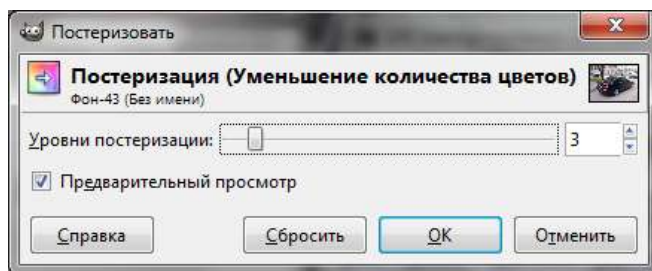 Постеризовать
Постеризация (Уменьшение количества цветов)
Фон-43 (Без имени)
Уровни постеризации: 3
Предварительный просмотр
Справка Сбросить OK Отменить